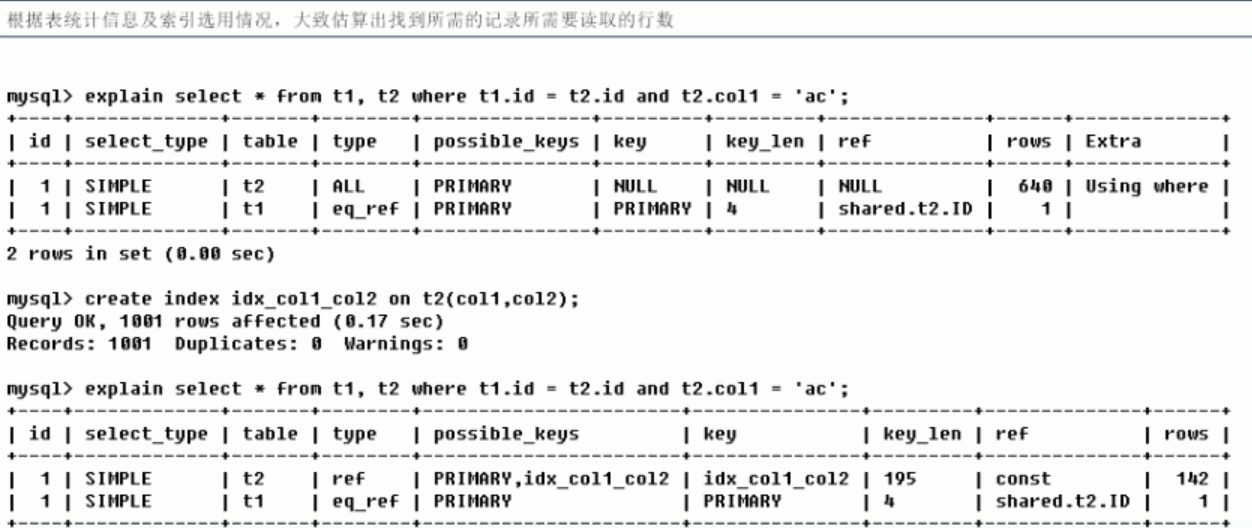 根据表统计信息及索引选用情况，大致估算出找到所需的记录所需要读取的行数
mysql> explain select * from t1, t2 where t1.id = t2.id and t2.col1 = 'ac';
+----+-------------+-------+--------+---------------+---------+---------+--------------+------+-------------+
| id | select_type | table | type   | possible_keys | key     | key_len | ref          | rows | Extra       |
+----+-------------+-------+--------+---------------+---------+---------+--------------+------+-------------+
|  1 | SIMPLE      | t2    | ALL    | PRIMARY       | NULL    | NULL    | NULL         |  640 | Using where |
|  1 | SIMPLE      | t1    | eq_ref | PRIMARY       | PRIMARY | 4       | shared.t2.ID |    1 |             |
+----+-------------+-------+--------+---------------+---------+---------+--------------+------+-------------+
2 rows in set (0.00 sec)
mysql> create index idx_col1_col2 on t2(col1,col2);
Query OK, 1001 rows affected (0.17 sec)
Records: 1001  Duplicates: 0  Warnings: 0
mysql> explain select * from t1, t2 where t1.id = t2.id and t2.col1 = 'ac';
+----+-------------+-------+--------+-----------------------+---------------+---------+--------------+------+
| id | select_type | table | type   | possible_keys         | key           | key_len | ref          | rows |
+----+-------------+-------+--------+-----------------------+---------------+---------+--------------+------+
|  1 | SIMPLE      | t2    | ref    | PRIMARY,idx_col1_col2 | idx_col1_col2 | 195     | const        |  142 |
|  1 | SIMPLE      | t1    | eq_ref | PRIMARY               | PRIMARY       | 4       | shared.t2.ID |    1 |
+----+-------------+-------+--------+-----------------------+---------------+---------+--------------+------+